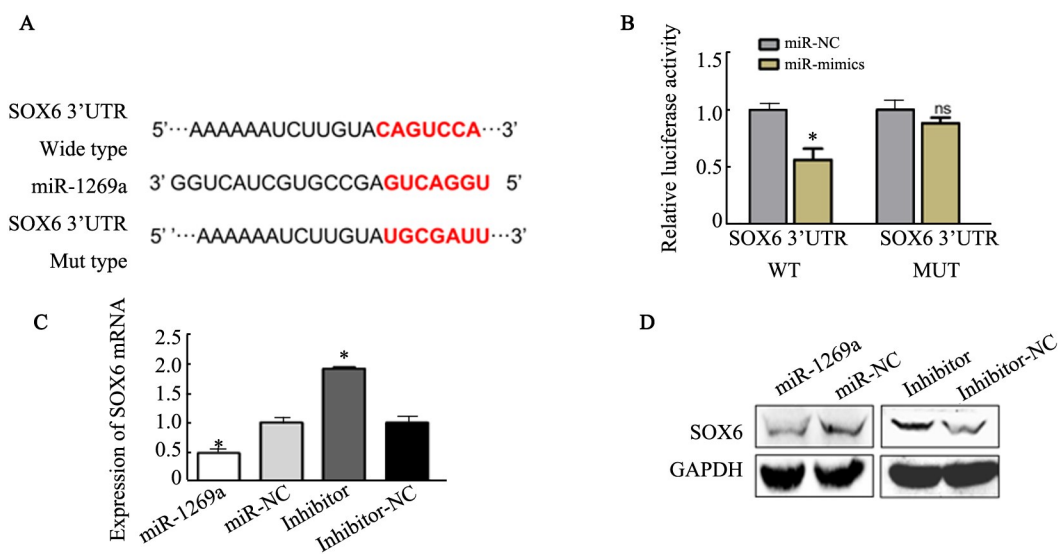 A
SOX6 3’UTR
Wide type
5’···AAAAAAUCUUGUACAGUCCA···3’
miR-1269a
3’ GGUCAUCGUGCCGAGUCAGGU 5’
SOX6 3’UTR
Mut type
5’ ’···AAAAAAUCUUGUAUGCGAUU···3’
B
Relative luciferase activity
miR-NC
miR-mimics
1.5
1.0
0.5
0
*
ns
SOX6 3’UTR
WT
SOX6 3’UTR
MUT
C
Expression of SOX6 mRNA
2.5
2.0
1.5
1.0
0.5
0
*
*
miR-1269a
miR-NC
Inhibitor
Inhibitor-NC
D
miR-1269a
miR-NC
Inhibitor
Inhibitor-NC
SOX6
GAPDH